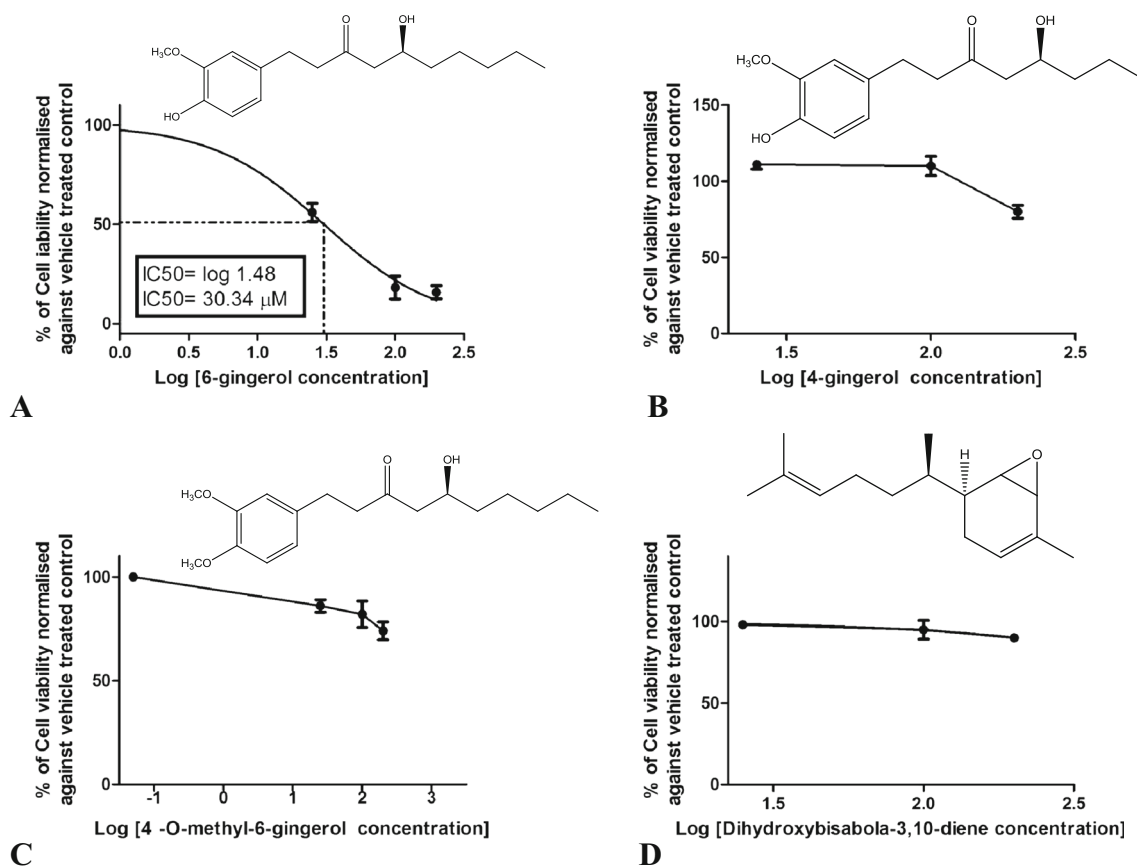 O
OH
H₃CO
HO
% of Cell iability normalised
against vehicle treated control
100
50
0
IC50= log 1.48
IC50= 30.34 µM
0.0 0.5 1.0 1.5 2.0 2.5
Log [6-gingerol concentration]
A
O
OH
H₃CO
HO
% of Cell viability normalised
against vehicle treated control
150
100
50
0
1.5 2.0 2.5
Log [4-gingerol concentration]
B
O
OH
H₃CO
H₃CO
% of Cell viability normalised
against vehicle treated control
100
50
0
-1 0 1 2 3
Log [4 -O-methyl-6-gingerol concentration]
C
H
O
% of Cell viability normalised
against vehicle treated control
100
50
0
1.5 2.0 2.5
Log [Dihydroxybisabola-3,10-diene concentration]
D